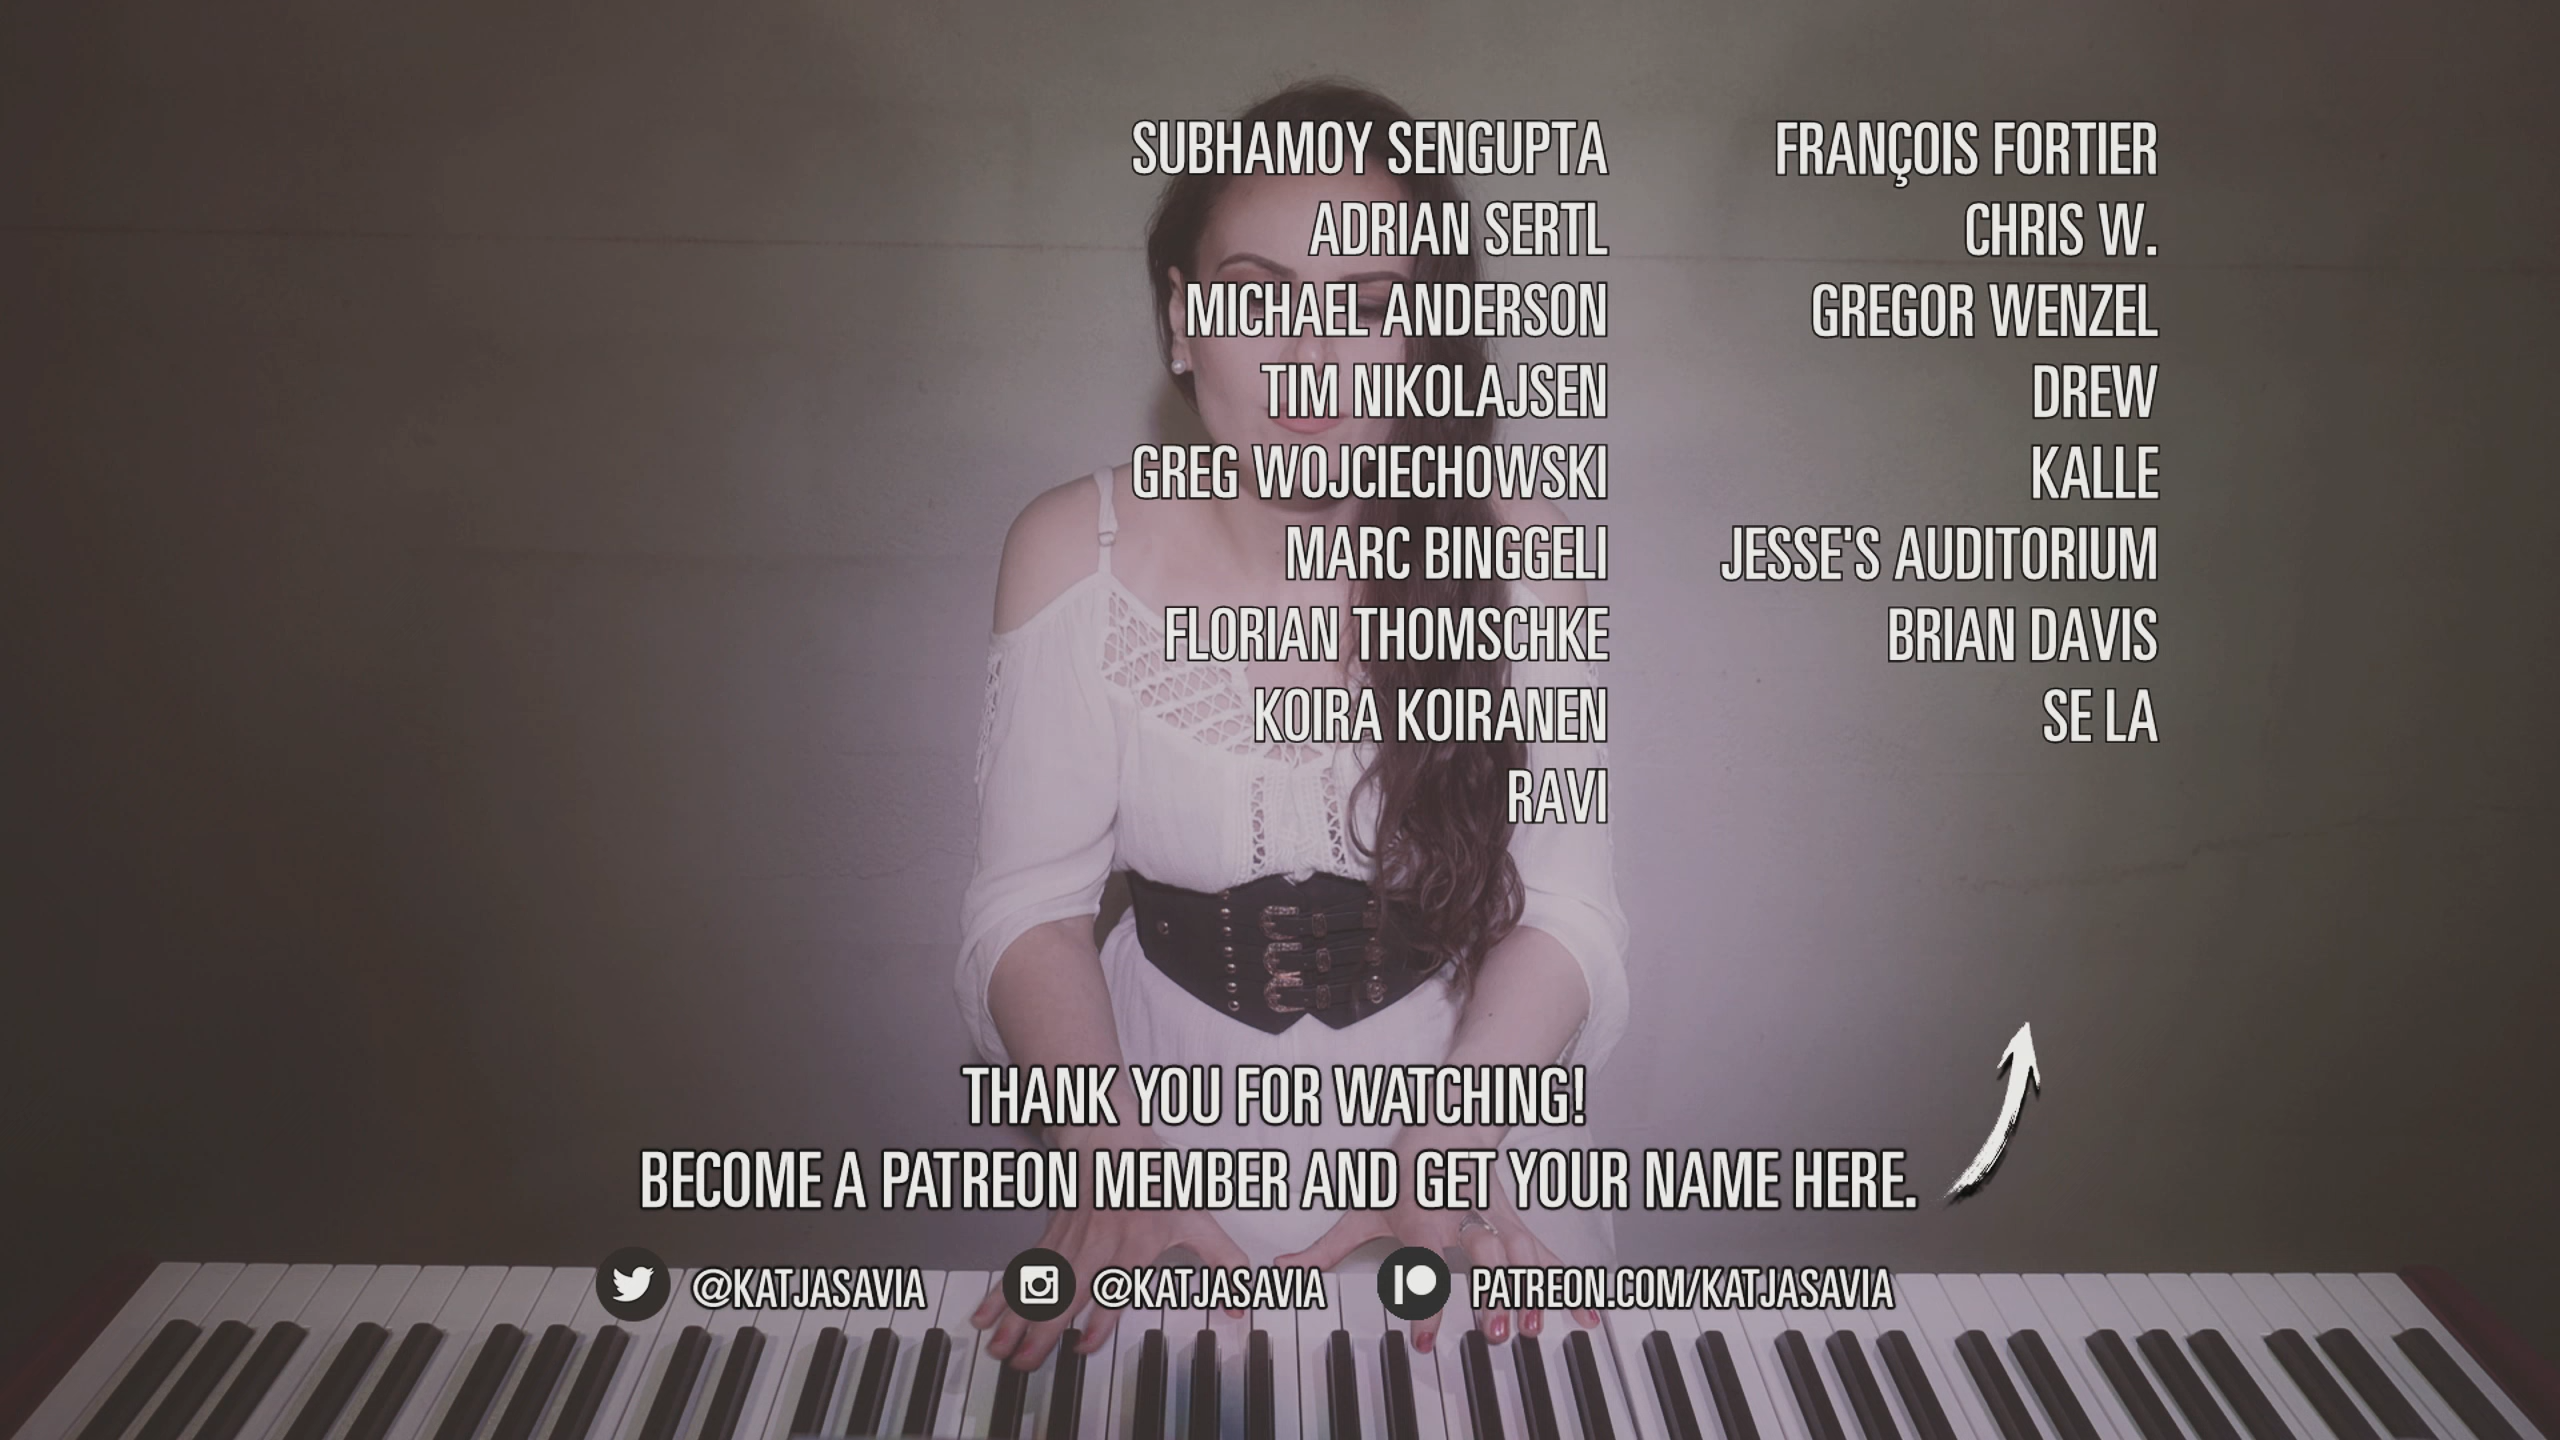 SUBHAMOY SENGUPTA
ADRIAN SERTL
MICHAEL ANDERSON
TIM NIKOLAJSEN
GREG WOJCIECHOWSKI
MARC BINGGELI
FLORIAN THOMSCHKE
KOIRA KOIRANEN
RAVI
FRANÇOIS FORTIER
CHRIS W.
GREGOR WENZEL
DREW
KALLE
JESSE'S AUDITORIUM
BRIAN DAVIS
SE LA
THANK YOU FOR WATCHING!
BECOME A PATREON MEMBER AND GET YOUR NAME HERE.
@KATJASAVIA
@KATJASAVIA
PATREON.COM/KATJASAVIA